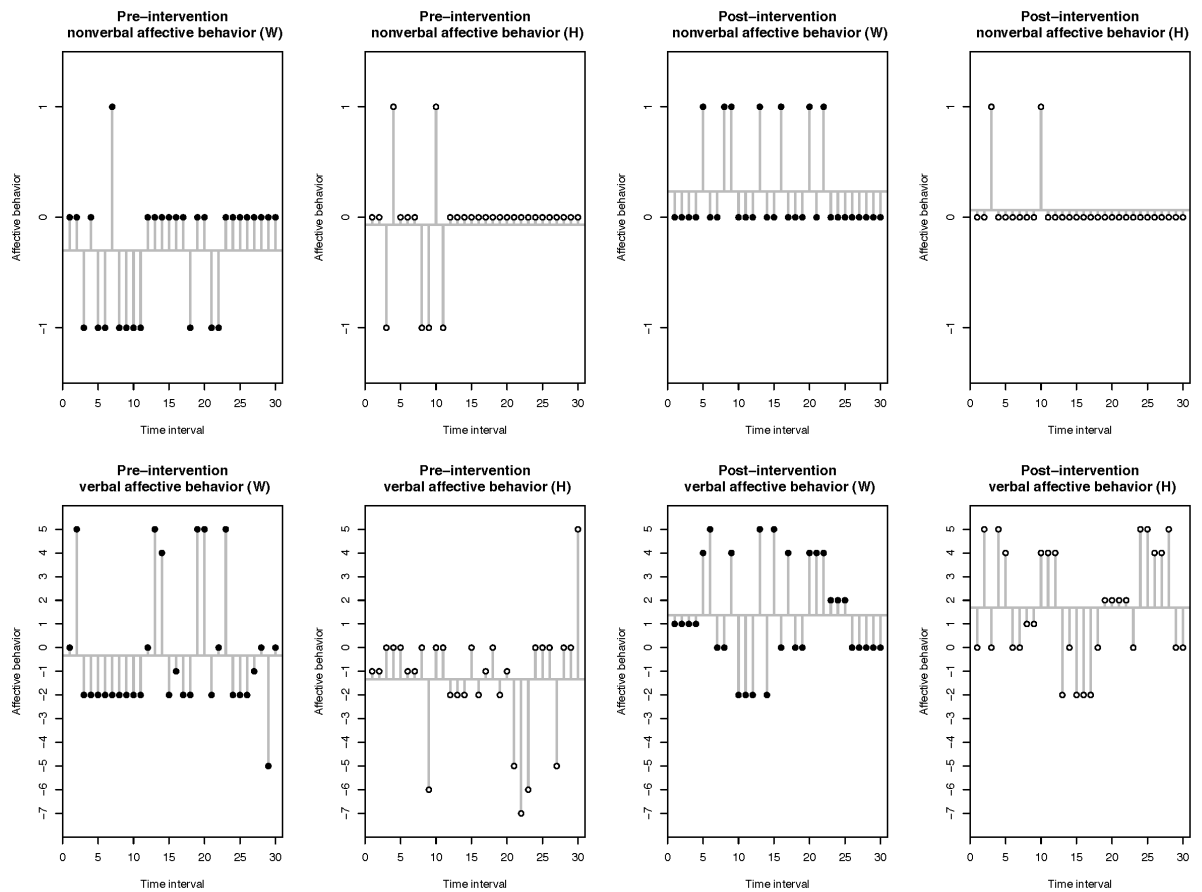 Pre–intervention
nonverbal affective behavior (W)
Affective behavior
1
0
−1
0 5 10 15 20 25 30
Time interval
Pre–intervention
nonverbal affective behavior (H)
Affective behavior
1
0
−1
0 5 10 15 20 25 30
Time interval
Post–intervention
nonverbal affective behavior (W)
Affective behavior
1
0
−1
0 5 10 15 20 25 30
Time interval
Post–intervention
nonverbal affective behavior (H)
Affective behavior
1
0
−1
0 5 10 15 20 25 30
Time interval
Pre–intervention
verbal affective behavior (W)
Affective behavior
5
4
3
2
1
0
−1
−2
−3
−4
−5
−6
−7
0 5 10 15 20 25 30
Time interval
Pre–intervention
verbal affective behavior (H)
Affective behavior
5
4
3
2
1
0
−1
−2
−3
−4
−5
−6
−7
0 5 10 15 20 25 30
Time interval
Post–intervention
verbal affective behavior (W)
Affective behavior
5
4
3
2
1
0
−1
−2
−3
−4
−5
−6
−7
0 5 10 15 20 25 30
Time interval
Post–intervention
verbal affective behavior (H)
Affective behavior
5
4
3
2
1
0
−1
−2
−3
−4
−5
−6
−7
0 5 10 15 20 25 30
Time interval